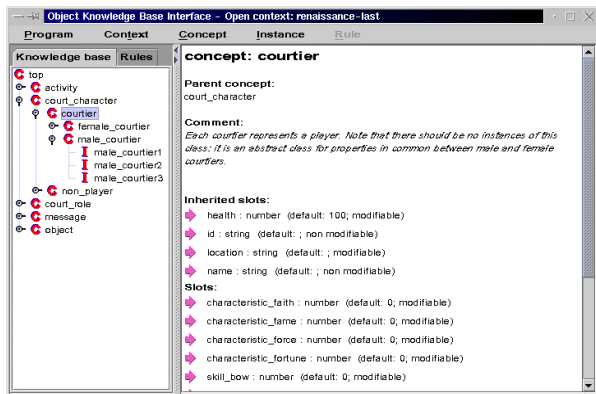 Object Knowledge Base Interface - Open context: renaissance-last
Program Context Concept Instance Rule
Knowledge base Rules
top
activity
court_character
courtier
female_courtier
male_courtier
male_courtier1
male_courtier2
male_courtier3
non_player
court_role
message
object
concept: courtier
Parent concept:
court_character
Comment:
Each courtier represents a player. Note that there should be no instances of this
class: it is an abstract class for properties in common between male and female
courtiers.
Inherited slots:
health : number (default: 100; modifiable)
id : string (default: ; non modifiable)
location : string (default: ; modifiable)
name : string (default: ; non modifiable)
Slots:
characteristic_faith : number (default: 0; modifiable)
characteristic_fame : number (default: 0; modifiable)
characteristic_force : number (default: 0; modifiable)
characteristic_fortune : number (default: 0; modifiable)
skill_bow : number (default: 0; modifiable)